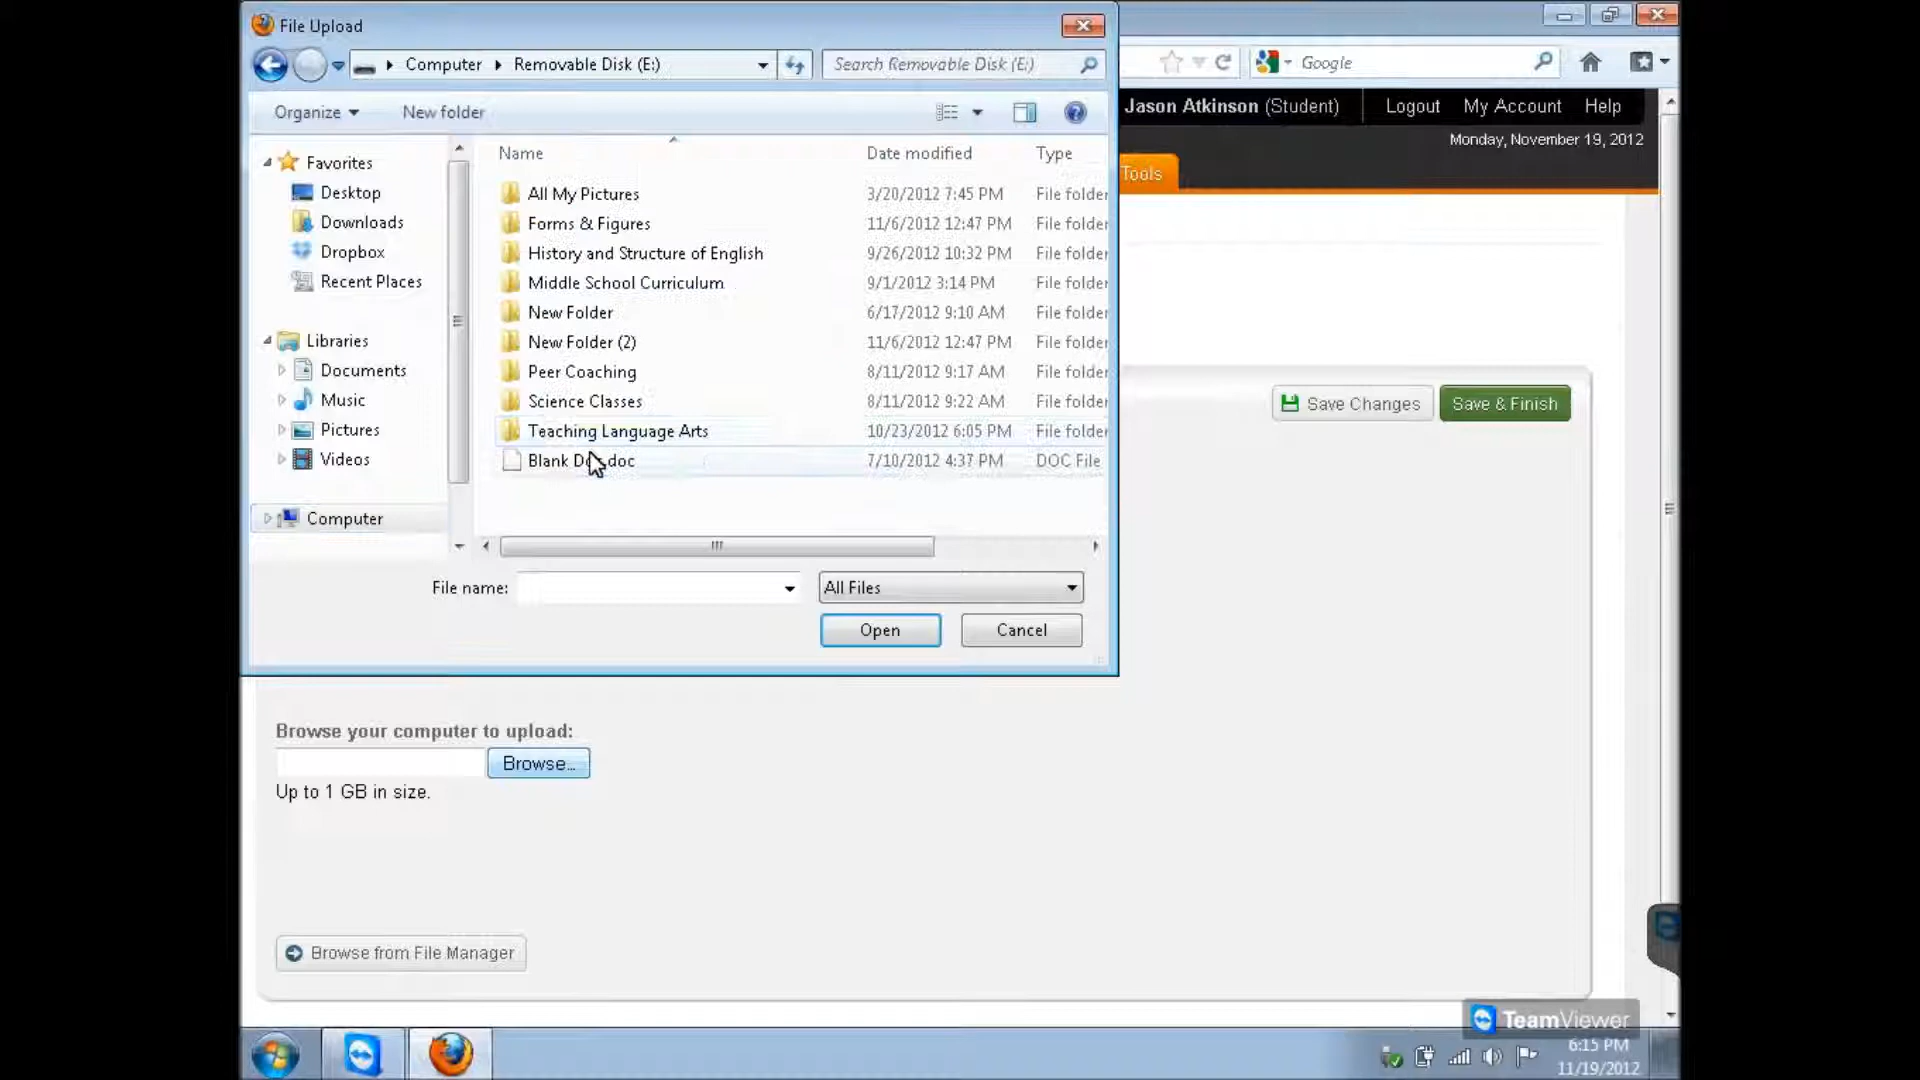 File Upload
Computer Removable Disk (E:)
Search Removable Disk (E:)
Google
Organize New folder
Jason Atkinson (Student) Logout My Account Help
Monday, November 19, 2012
Tools
Name Date modified Type
Favorites
Desktop
Downloads
Dropbox
Recent Places
Libraries
Documents
Music
Pictures
Videos
Computer
All My Pictures 3/20/2012 7:45 PM File folder
Forms & Figures 11/6/2012 12:47 PM File folder
History and Structure of English 9/26/2012 10:32 PM File folder
Middle School Curriculum 9/1/2012 3:14 PM File folder
New Folder 6/17/2012 9:10 AM File folder
New Folder (2) 11/6/2012 12:47 PM File folder
Peer Coaching 8/11/2012 9:17 AM File folder
Science Classes 8/11/2012 9:22 AM File folder
Teaching Language Arts 10/23/2012 6:05 PM File folder
Blank Doc.doc 7/10/2012 4:37 PM DOC File
Save Changes Save & Finish
File name: All Files
Open Cancel
Browse your computer to upload:
Browse...
Up to 1 GB in size.
Browse from File Manager
TeamViewer
6:15 PM
11/19/2012